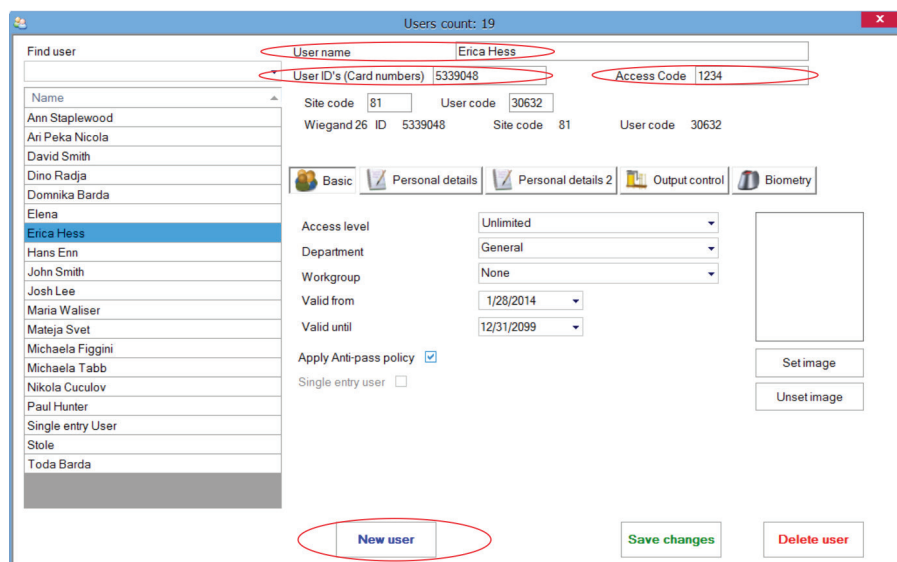 Users count: 19
x
Find user
User name Erica Hess
User ID's (Card numbers) 5339048 Access Code 1234
Name
Site code 81 User code 30632
Wiegand 26 ID 5339048 Site code 81 User code 30632
Ann Staplewood
Ari Peka Nicola
David Smith
Dino Radja
Domnika Barda
Elena
Erica Hess
Hans Enn
John Smith
Josh Lee
Maria Waliser
Mateja Svet
Michaela Figgini
Michaela Tabb
Nikola Cuculov
Paul Hunter
Single entry User
Stole
Toda Barda
Basic Personal details Personal details 2 Output control Biometry
Access level Unlimited
Department General
Workgroup None
Valid from 1/28/2014
Valid until 12/31/2099
Apply Anti-pass policy
Single entry user
Set image
Unset image
New user Save changes Delete user